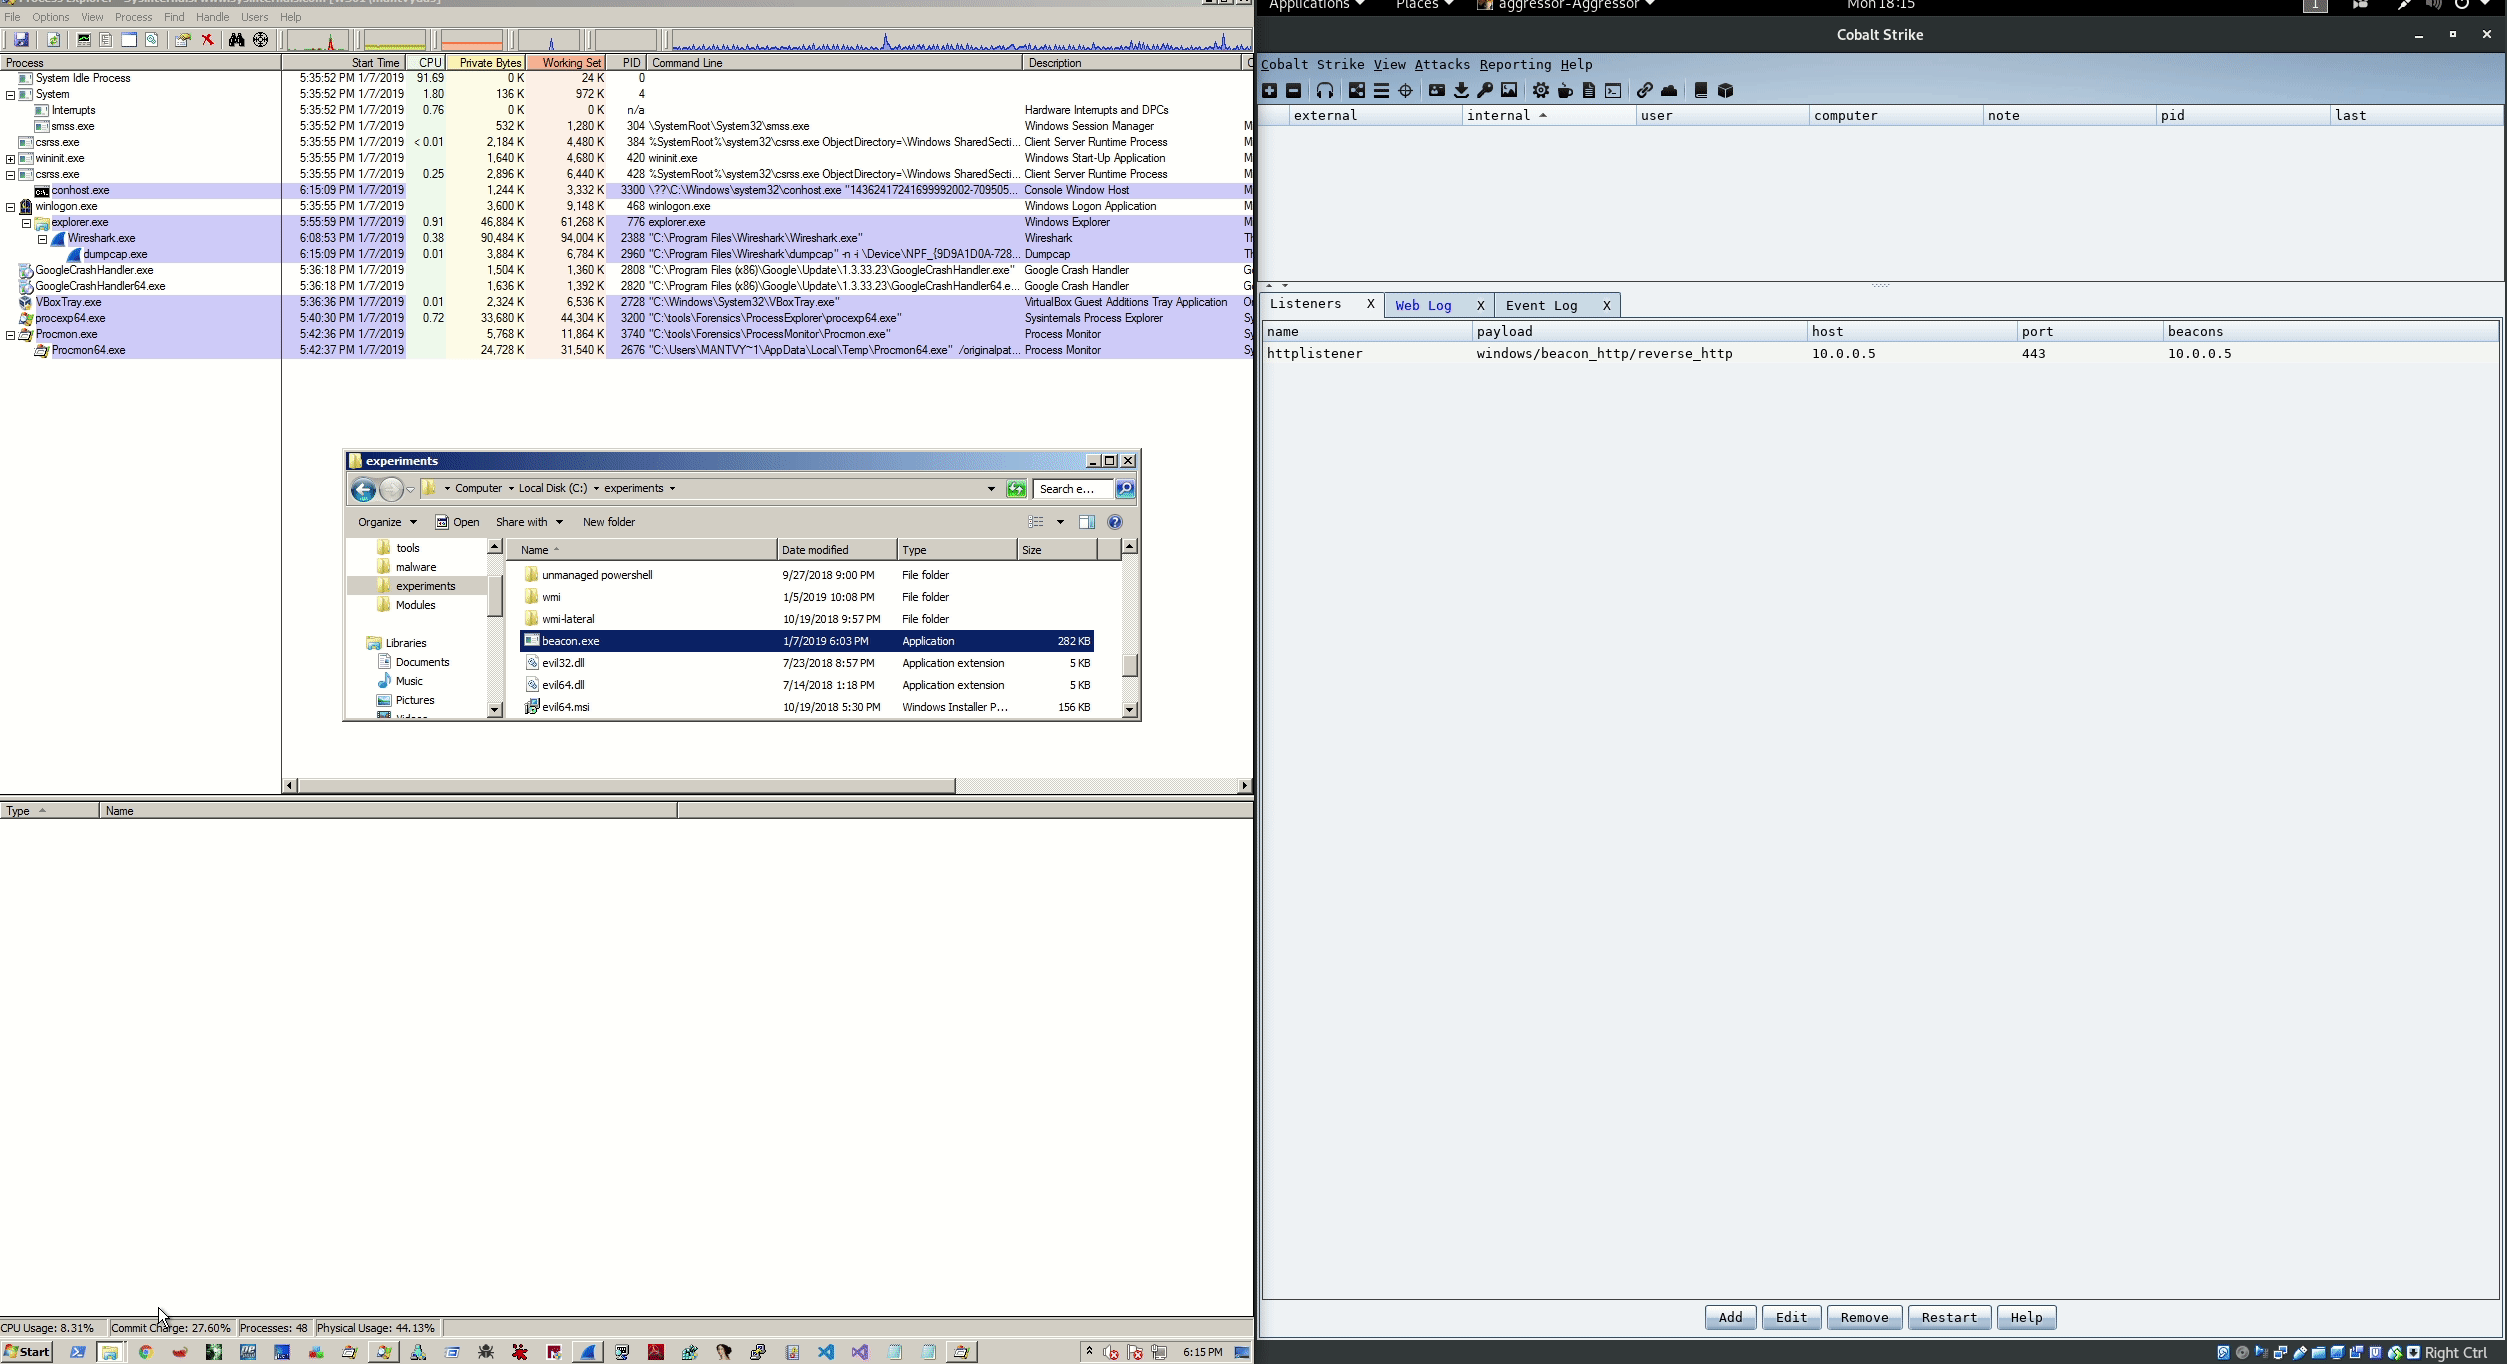 File Options View Process Find Handle Users Help
Process Start Time CPU Private Bytes Working Set PID Command Line Description
System Idle Process 5:35:52 PM 1/7/2019 91.69 0 K 24 K 0
System 5:35:52 PM 1/7/2019 1.80 136 K 972 K 4
Interrupts 5:35:52 PM 1/7/2019 0.76 0 K 0 K n/a Hardware Interrupts and DPCs
smss.exe 5:35:52 PM 1/7/2019 532 K 1,280 K 304 \SystemRoot\System32\smss.exe Windows Session Manager M
csrss.exe 5:35:55 PM 1/7/2019 < 0.01 2,184 K 4,480 K 384 %SystemRoot%\system32\csrss.exe ObjectDirectory=\Windows SharedSecti... Client Server Runtime Process M
wininit.exe 5:35:55 PM 1/7/2019 1,640 K 4,680 K 420 wininit.exe Windows Start-Up Application M
csrss.exe 5:35:55 PM 1/7/2019 0.25 2,896 K 6,440 K 428 %SystemRoot%\system32\csrss.exe ObjectDirectory=\Windows SharedSecti... Client Server Runtime Process M
conhost.exe 6:15:09 PM 1/7/2019 1,244 K 3,332 K 3300 \??\C:\Windows\system32\conhost.exe "14362417241699992002-709505... Console Window Host M
winlogon.exe 5:35:55 PM 1/7/2019 3,600 K 9,148 K 468 winlogon.exe Windows Logon Application M
explorer.exe 5:55:59 PM 1/7/2019 0.91 46,884 K 61,268 K 776 explorer.exe Windows Explorer M
Wireshark.exe 6:08:53 PM 1/7/2019 0.38 90,484 K 94,004 K 2388 "C:\Program Files\Wireshark\Wireshark.exe" Wireshark Th
dumpcap.exe 6:15:09 PM 1/7/2019 0.01 3,884 K 6,784 K 2960 "C:\Program Files\Wireshark\dumpcap" -n -i \Device\NPF_{9D9A1D0A-728... Dumpcap Th
GoogleCrashHandler.exe 5:36:18 PM 1/7/2019 1,504 K 1,360 K 2808 "C:\Program Files (x86)\Google\Update\1.3.33.23\GoogleCrashHandler.exe" Google Crash Handler Go
GoogleCrashHandler64.exe 5:36:18 PM 1/7/2019 1,636 K 1,392 K 2820 "C:\Program Files (x86)\Google\Update\1.3.33.23\GoogleCrashHandler64.e... Google Crash Handler Go
VBoxTray.exe 5:36:36 PM 1/7/2019 0.01 2,324 K 6,536 K 2728 "C:\Windows\System32\VBoxTray.exe" VirtualBox Guest Additions Tray Application Or
procexp64.exe 5:40:30 PM 1/7/2019 0.72 33,680 K 44,304 K 3200 "C:\tools\Forensics\ProcessExplorer\procexp64.exe" Sysinternals Process Explorer Sy
Procmon.exe 5:42:36 PM 1/7/2019 5,768 K 11,864 K 3740 "C:\tools\Forensics\ProcessMonitor\Procmon.exe" Process Monitor Sy
Procmon64.exe 5:42:37 PM 1/7/2019 24,728 K 31,540 K 2676 "C:\Users\MANTVY~1\AppData\Local\Temp\Procmon64.exe" /originalpat... Process Monitor Sy
experiments
Computer Local Disk (C:) experiments Search e...
Organize Open Share with New folder
tools
malware
experiments
Modules
Libraries
Documents
Music
Pictures
Name Date modified Type Size
unmanaged powershell 9/27/2018 9:00 PM File folder
wmi 1/5/2019 10:08 PM File folder
wmi-lateral 10/19/2018 9:57 PM File folder
beacon.exe 1/7/2019 6:03 PM Application 282 KB
evil32.dll 7/23/2018 8:57 PM Application extension 5 KB
evil64.dll 7/14/2018 1:18 PM Application extension 5 KB
evil64.msi 10/19/2018 5:30 PM Windows Installer P... 156 KB
Type Name
CPU Usage: 8.31% Commit Charge: 27.60% Processes: 48 Physical Usage: 44.13%
Start 6:15 PM
Applications Places aggressor-Aggressor Mon 18:15 1
Cobalt Strike
Cobalt Strike View Attacks Reporting Help
external internal user computer note pid last
Listeners X Web Log X Event Log X
name payload host port beacons
httplistener windows/beacon_http/reverse_http 10.0.0.5 443 10.0.0.5
Add Edit Remove Restart Help
Right Ctrl